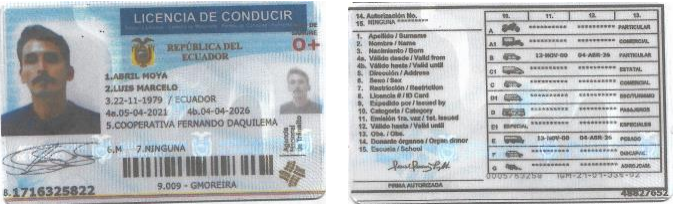 LICENCIA DE CONDUCIR
REPÚBLICA DEL
ECUADOR
O+
1.ABRIL MOYA
2.LUIS MARCELO
3.22-11-1979 / ECUADOR
4a.05-04-2021 4b.04-04-2026
5.COOPERATIVA FERNANDO DAQUILEMA
6.M 7.NINGUNA
8.1716325822
9.009 - GMOREIRA
14. Autorización No.
15. NINGUNA *********
1. Apellido / Surname
2. Nombre / Name
3. Nacimiento / Born
4a. Válido desde / Valid from
4b. Válido hasta / Valid until
5. Dirección / Address
6. Sexo / Sex
7. Restricción / Restriction
8. Licencia # / ID Card
9. Expedido por / Issued by
10. Categoría / Category
11. Emisión 1ra. vez / 1st. Issued
12. Válido hasta / Valid until
13. Obs. / Obs.
14. Donante órganos / Organ donor
15. Escuela / School
FIRMA AUTORIZADA
10. 11. 12. 13.
A ********* ********* PARTICULAR
A1 ********* ********* COMERCIAL
B 13-NOV-00 04-ABR-26 PARTICULAR
C1 ********* ********* ESTATAL
C ********* ********* COMERCIAL
D ********* ********* PASAJEROS
E1 ESPECIAL ********* ********* ESPECIALES
E 13-NOV-00 04-ABR-26 PESADO
F ********* *********
G ********* *********
48827652